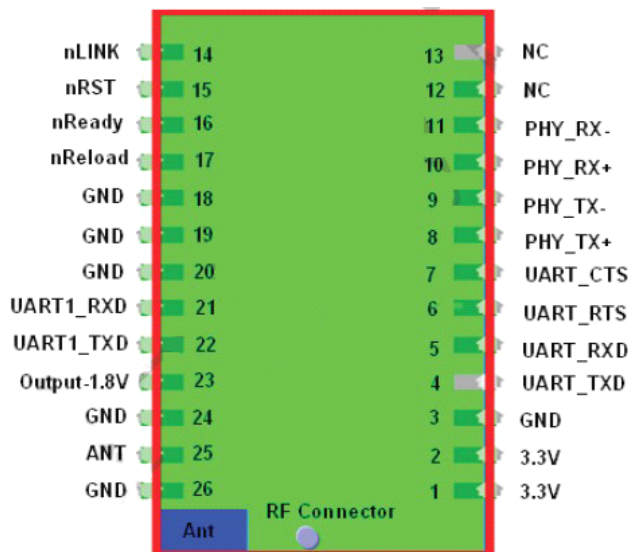 nLINK 14 13 NC
nRST 15 12 NC
nReady 16 11 PHY_RX-
nReload 17 10 PHY_RX+
GND 18 9 PHY_TX-
GND 19 8 PHY_TX+
GND 20 7 UART_CTS
UART1_RXD 21 6 UART_RTS
UART1_TXD 22 5 UART_RXD
Output-1.8V 23 4 UART_TXD
GND 24 3 GND
ANT 25 2 3.3V
GND 26 1 3.3V
RF Connector
Ant